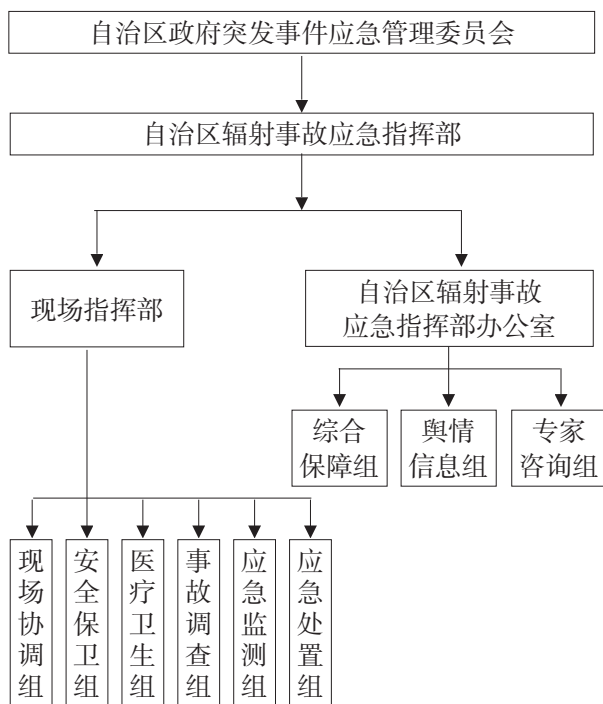 自治区政府突发事件应急管理委员会
自治区辐射事故应急指挥部
现场指挥部
自治区辐射事故
应急指挥部办公室
综合
保障组
舆情
信息组
专家
咨询组
现场协调组
安全保卫组
医疗卫生组
事故调查组
应急监测组
应急处置组